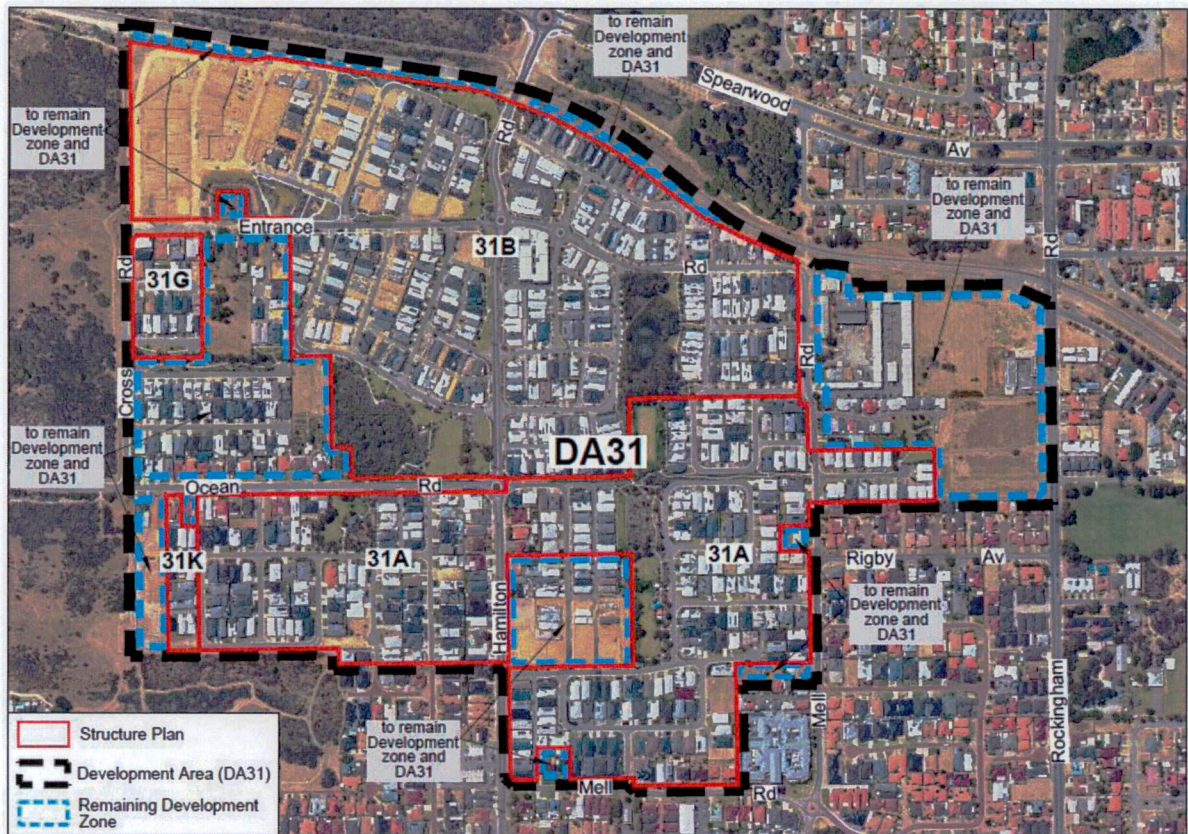 to remain
Development
zone and
DA31
to remain
Development
zone and
DA31
Spearwood
Av
to remain
Development
zone and
DA31
Rd
Rd
Entrance
31B
Rd
Rd
31G
Rd
Cross
to remain
Development
zone and
DA31
DA31
Ocean
Rd
31K
31A
31A
Rigby
Av
Hamilton
to remain
Development
zone and
DA31
Rockingham
Mell
to remain
Development
zone and
DA31
Mell
Rd
Structure Plan
Development Area (DA31)
Remaining Development
Zone